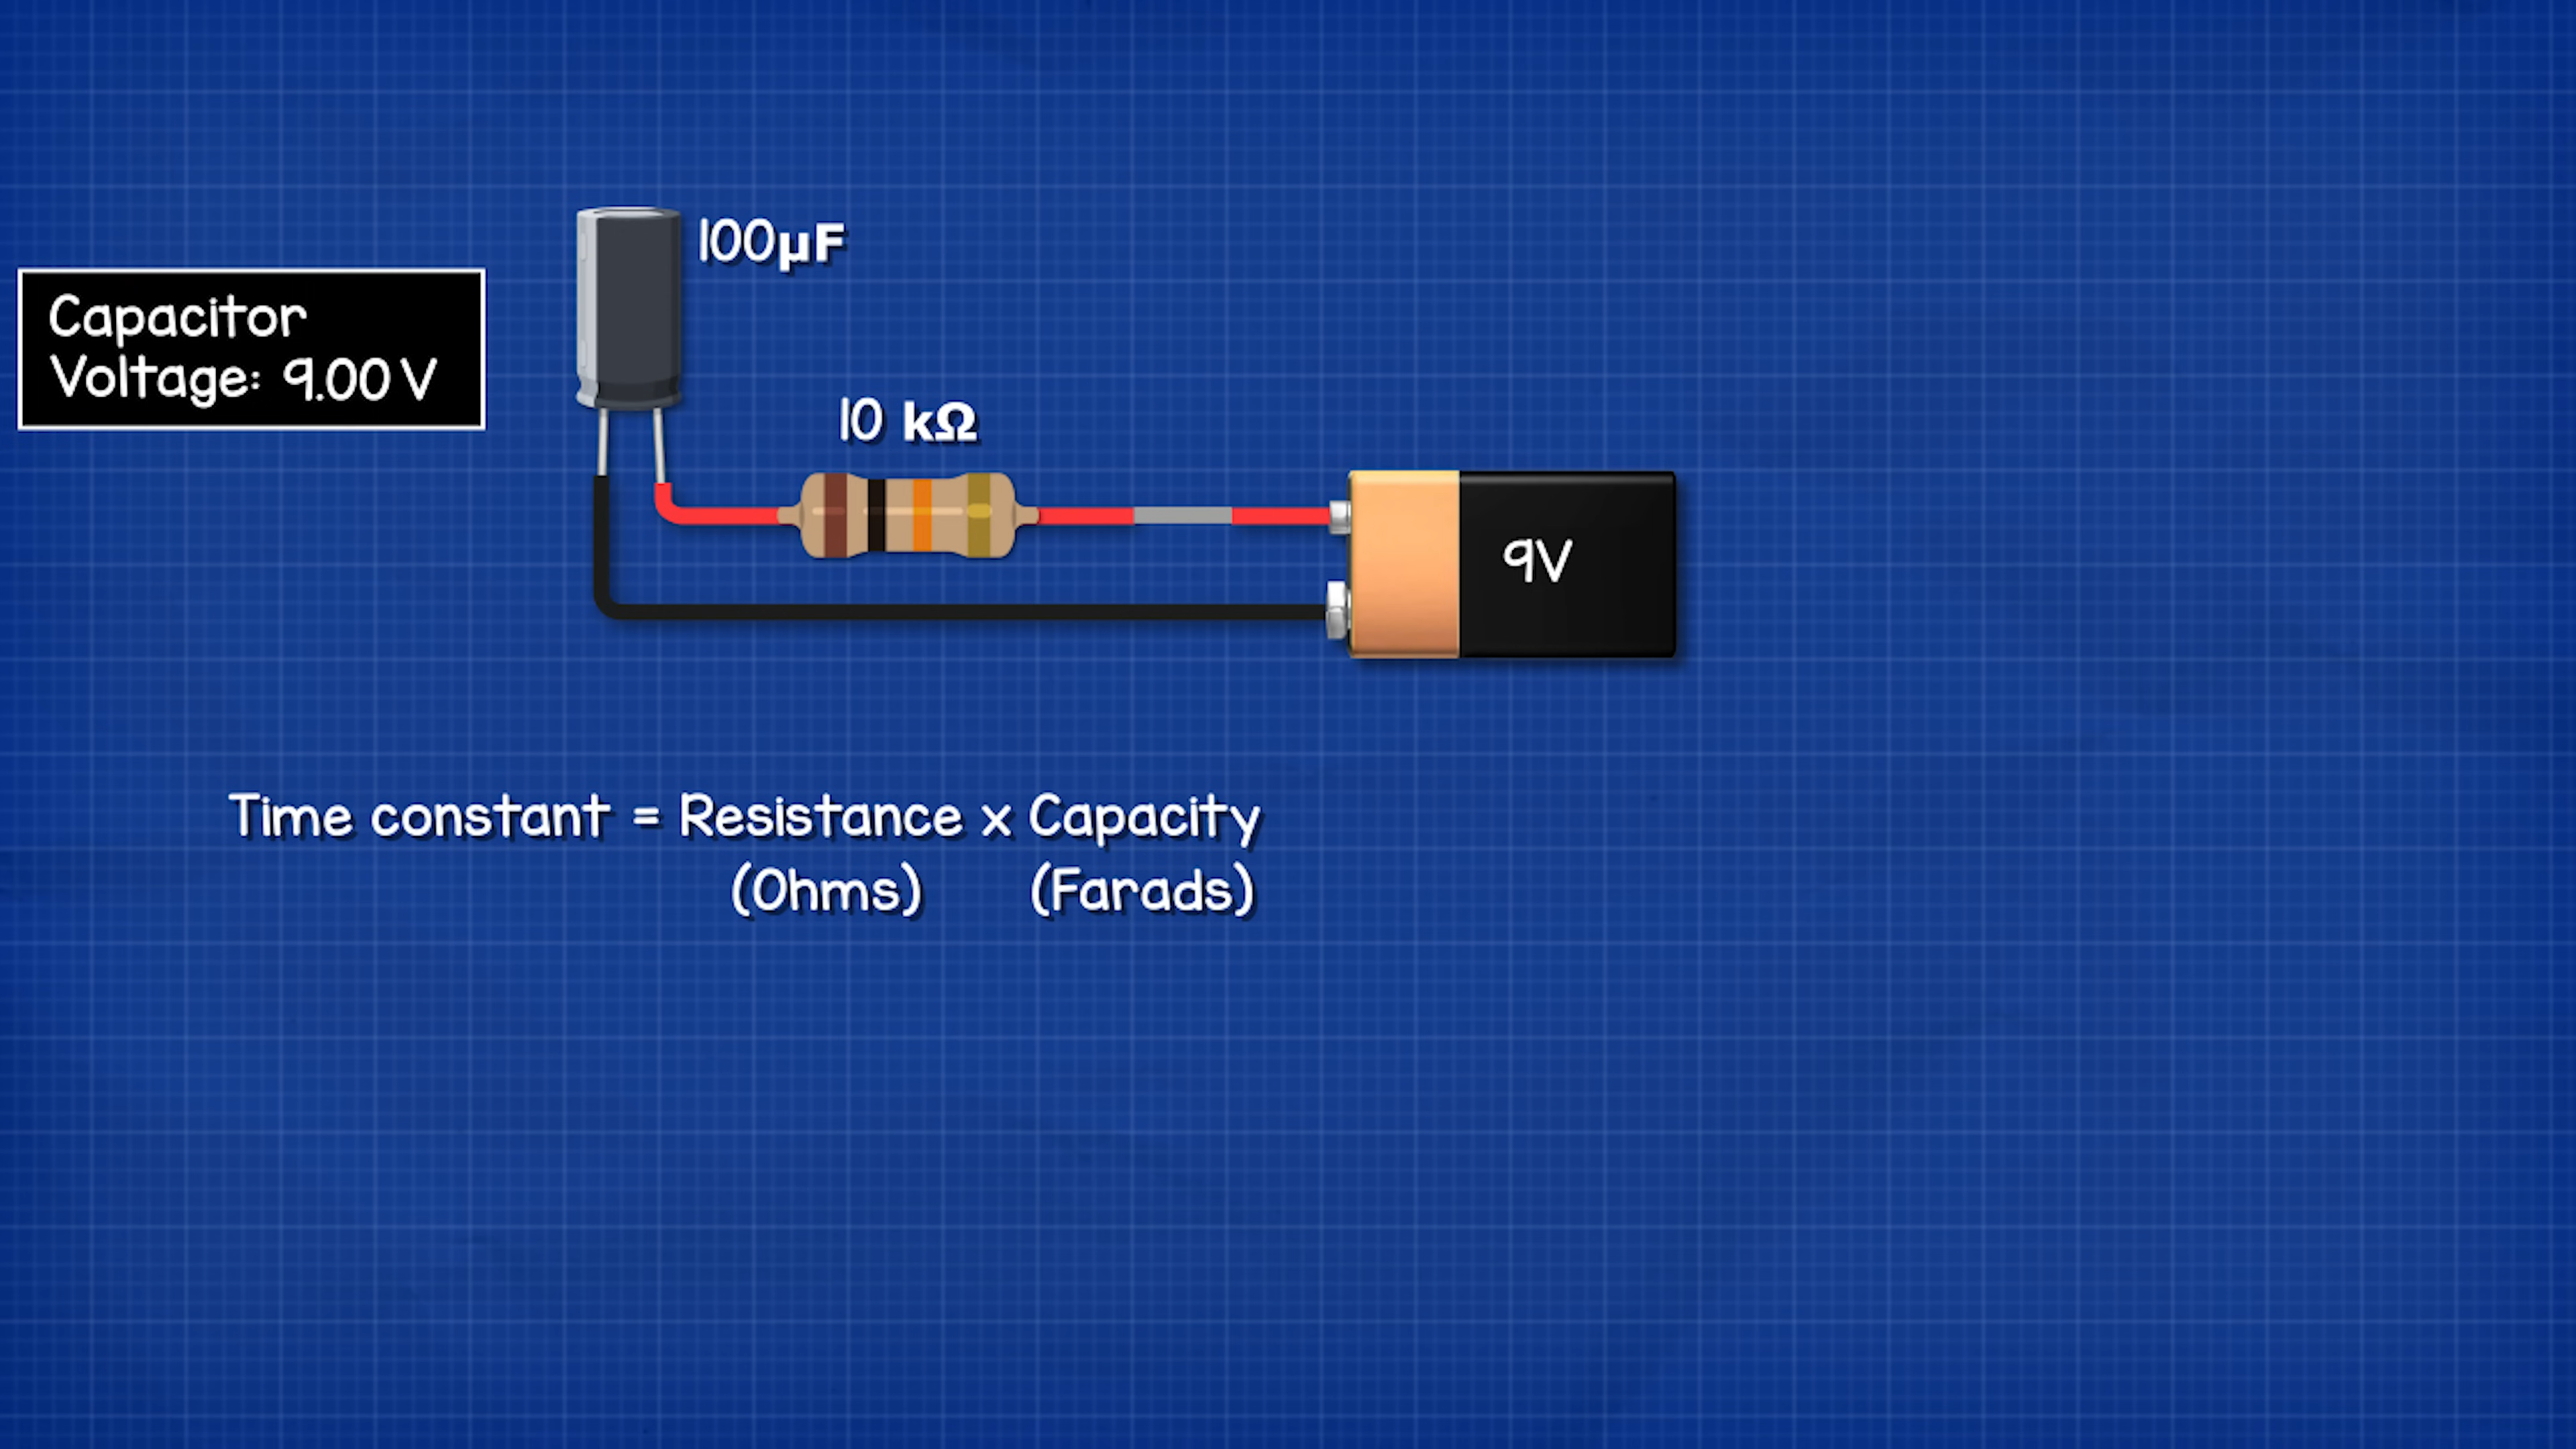 100μF
Capacitor
Voltage: 9.00 V
10 kΩ
9V
Time constant = Resistance x Capacity
(Ohms) (Farads)